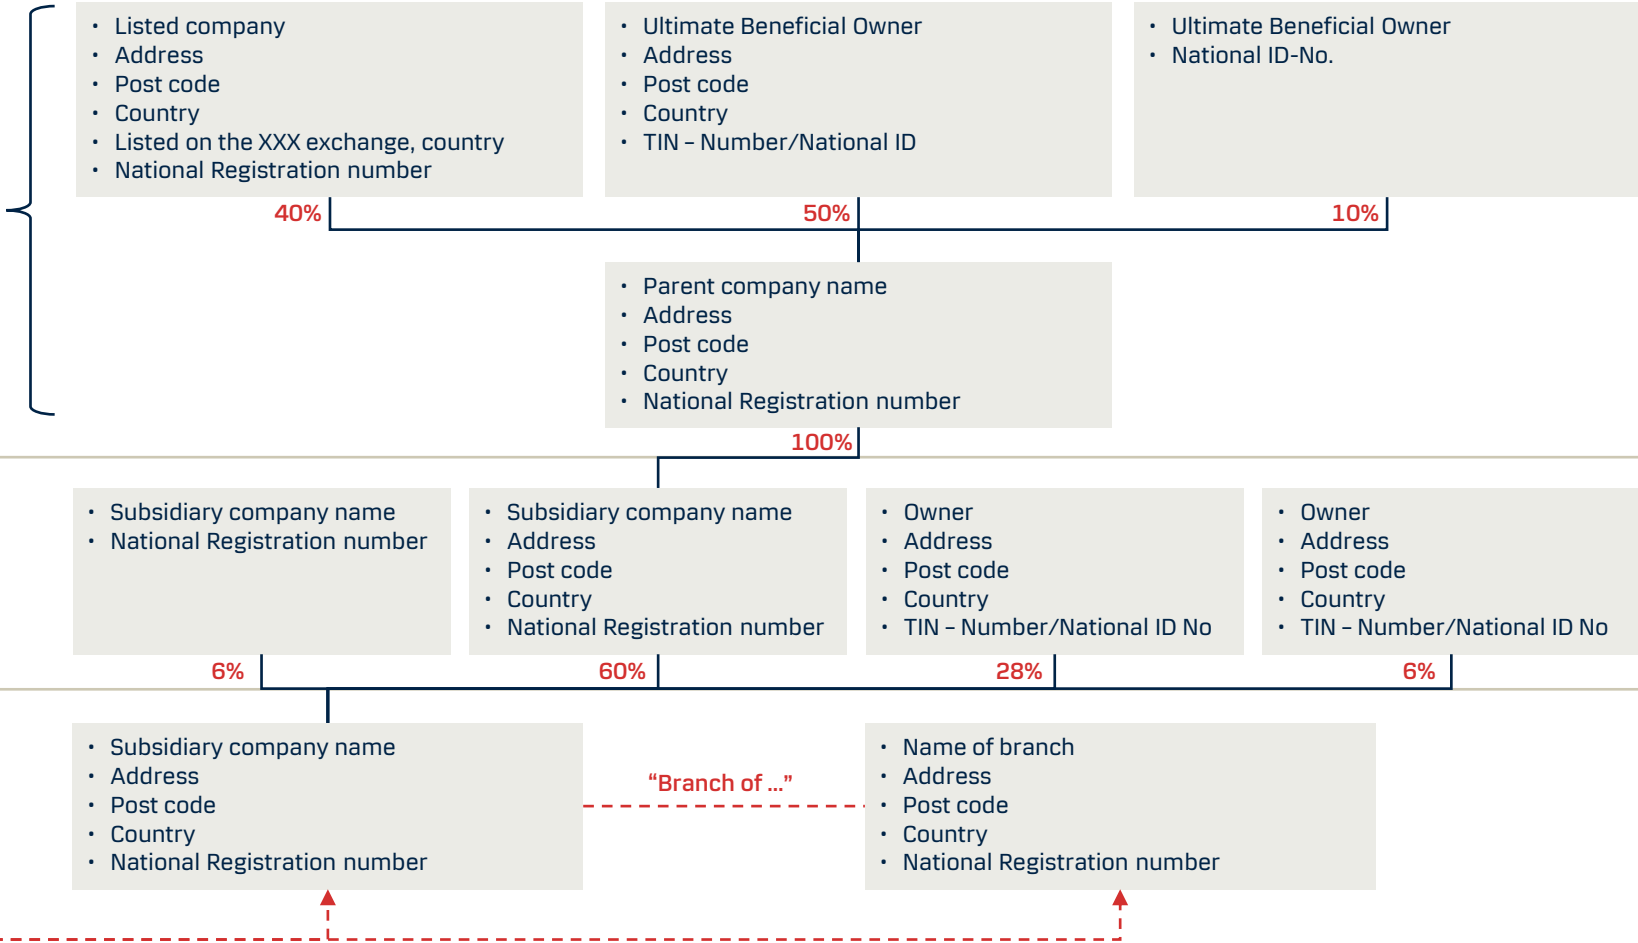 • Listed company
• Address
• Post code
• Country
• Listed on the XXX exchange, country
• National Registration number
• Ultimate Beneficial Owner
• Address
• Post code
• Country
• TIN – Number/National ID
• Ultimate Beneficial Owner
• National ID-No.
40%
50%
10%
• Parent company name
• Address
• Post code
• Country
• National Registration number
100%
• Subsidiary company name
• National Registration number
• Subsidiary company name
• Address
• Post code
• Country
• National Registration number
• Owner
• Address
• Post code
• Country
• TIN – Number/National ID No
• Owner
• Address
• Post code
• Country
• TIN – Number/National ID No
6%
60%
28%
6%
• Subsidiary company name
• Address
• Post code
• Country
• National Registration number
“Branch of ...”
• Name of branch
• Address
• Post code
• Country
• National Registration number